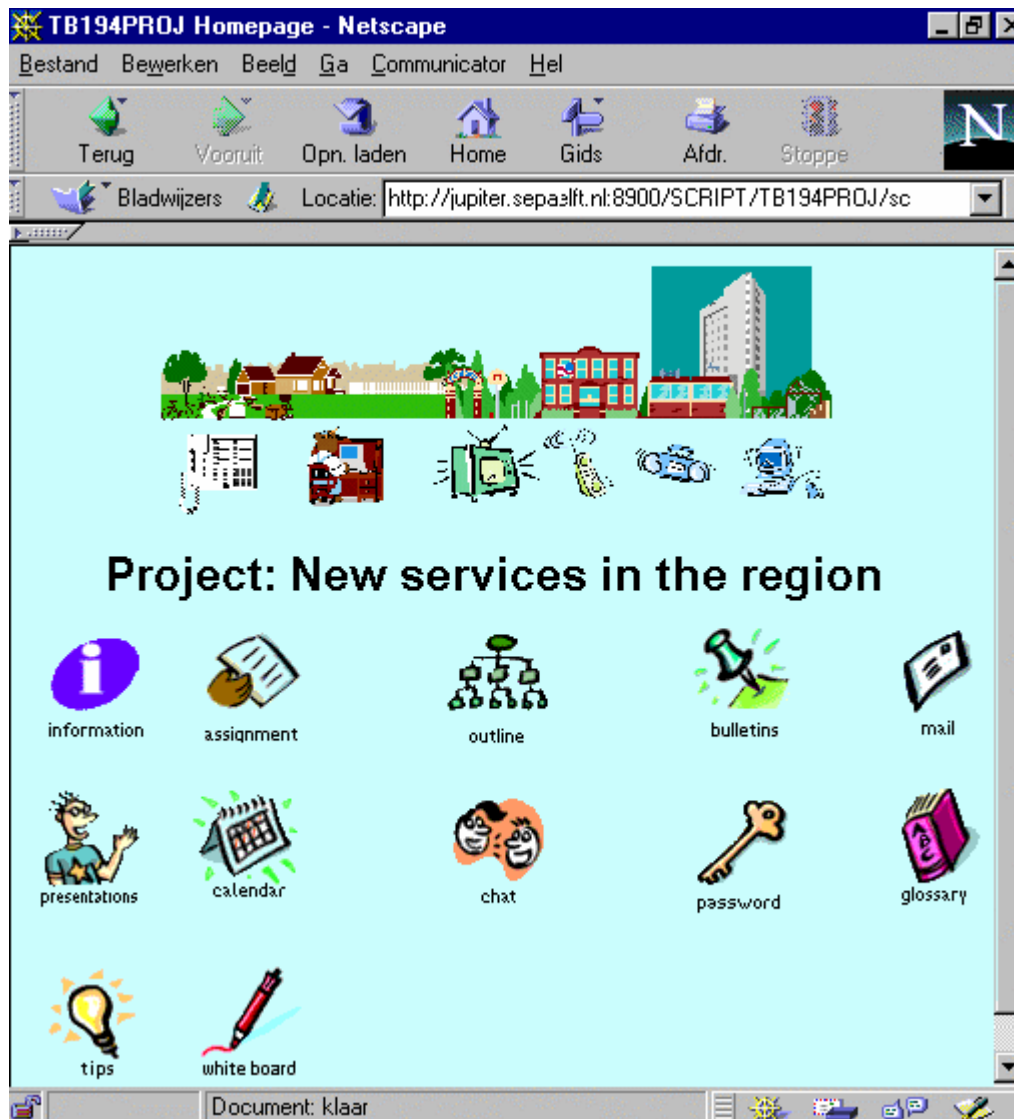 TB194PROJ Homepage - Netscape
Bestand Bewerken Beeld Ga Communicator Hel
Terug Vooruit Opn. laden Home Gids Afdr. Stoppe
N
Bladwijzers Locatie: http://jupiter.sepa.tudelft.nl:8900/SCRIPT/TB194PROJ/sc
Project: New services in the region
i
information assignment outline bulletins mail
ABC
presentations calendar chat password glossary
tips white board
Document: klaar